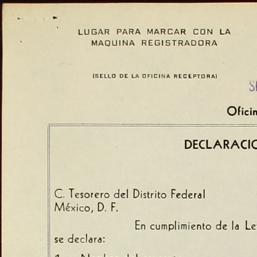 LUGAR PARA MARCAR CON LA
MAQUINA REGISTRADORA
(SELLO DE LA OFICINA RECEPTORA)
Oficin
DECLARACIO
C. Tesorero del Distrito Federal
México, D. F.
En cumplimiento de la Le
se declara: